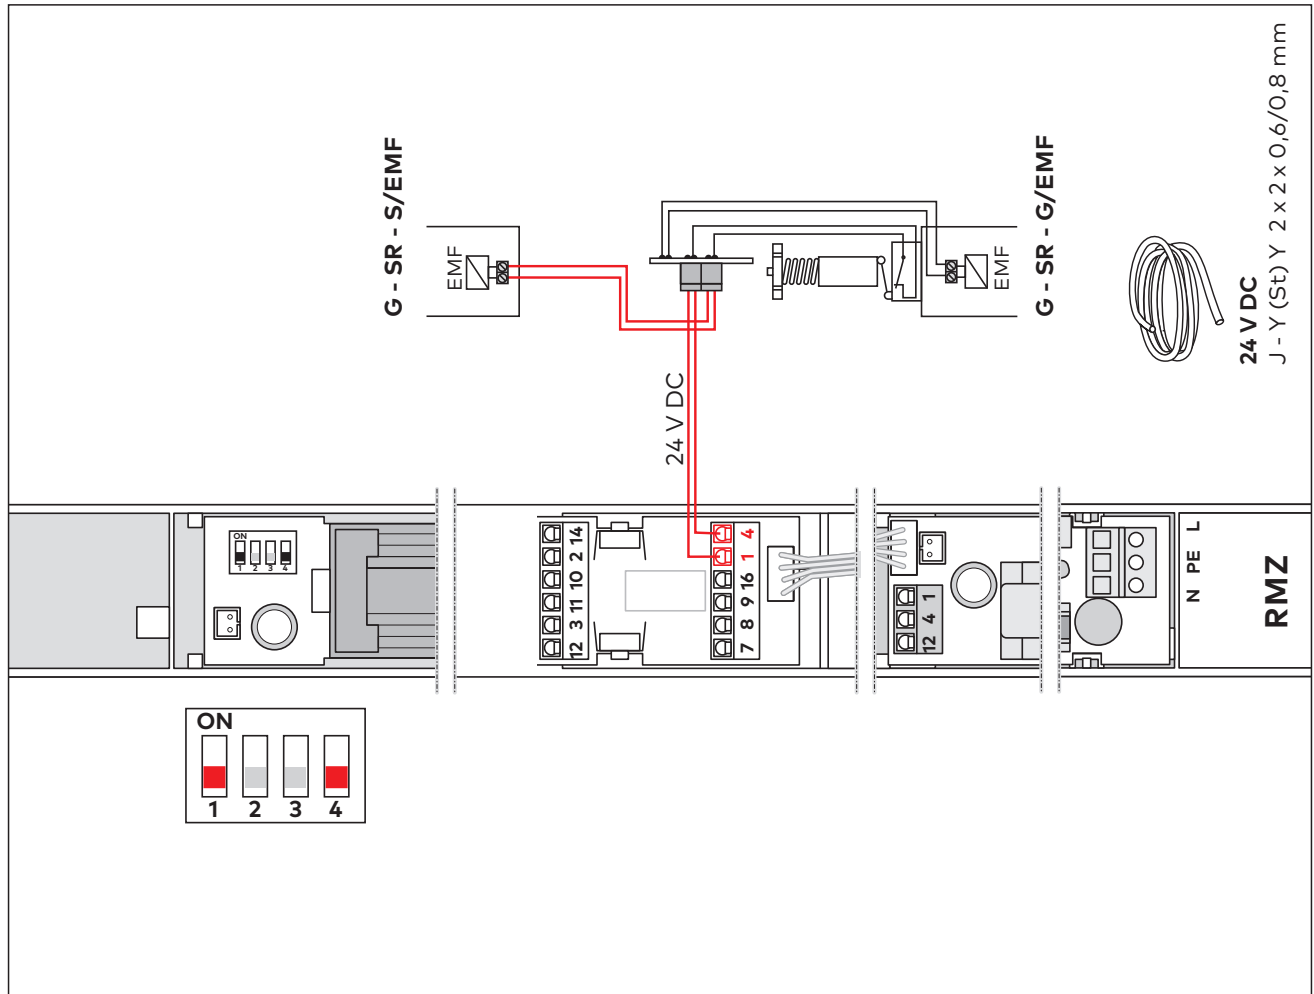 G - SR - S/EMF
EMF
G - SR - G/EMF
EMF
24 V DC
J - Y (St) Y 2 x 2 x 0,6/0,8 mm
24 V DC
ON
1 2 3 4
14
2
10
11
3
12
4
1
16
9
8
7
1
4
12
L
PE
N
RMZ
ON
1 2 3 4